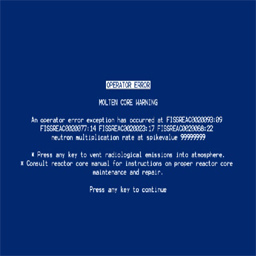 OPERATOR ERROR
MOLTEN CORE WARNING
An operator error exception has occurred at FISSREAC0020093:09
FISSREAC0020077:14 FISSREAC0020023:17 FISSREAC0020088:22
neutron multiplication rate at spikevalue 99999999
* Press any key to vent radiological emissions into atmosphere.
* Consult reactor core manual for instructions on proper reactor core
maintenance and repair.
Press any key to continue